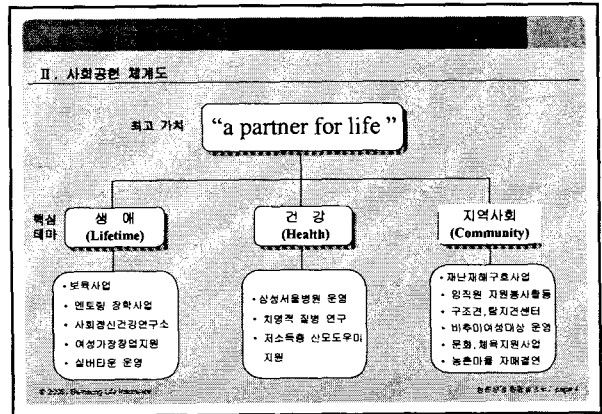 II. 사회공헌 체계도
최고 가치
“a partner for life ”
핵심
테마
생 애
(Lifetime)
건 강
(Health)
지역사회
(Community)
•보육사업
• 멘토링 장학사업
• 사회정신건강연구소
• 여성가장창업지원
• 실버타운 운영
•삼성서울병원 운영
• 치명적 질병 연구
• 저소득층 산모도우미
지원
•재난재해구호사업
• 임직원 자원봉사활동
• 구조견,탐지견센터
• 비추미여성대상 운영
• 문화,체육지원사업
• 농촌마을 자매결연